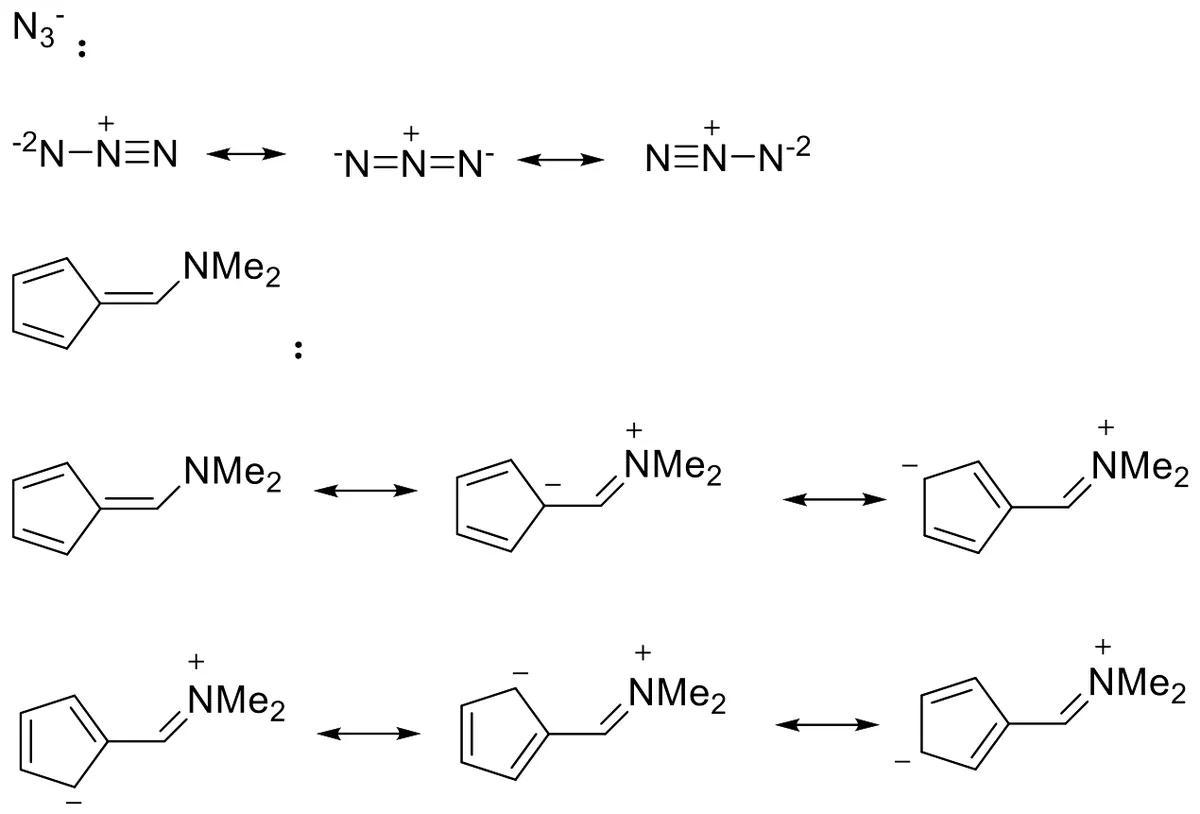 N3- :
-2N–N+≡N ↔ -N=N+=N- ↔ N≡N+–N-2
NMe2
:
NMe2 ↔ – + NMe2 ↔ – + NMe2
+ NMe2 – ↔ – + NMe2 ↔ + NMe2 –